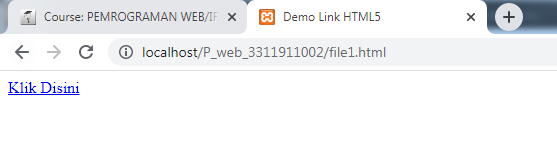 Course: PEMROGRAMAN WEB/IF
Demo Link HTML5
localhost/P_web_3311911002/file1.html
Klik Disini